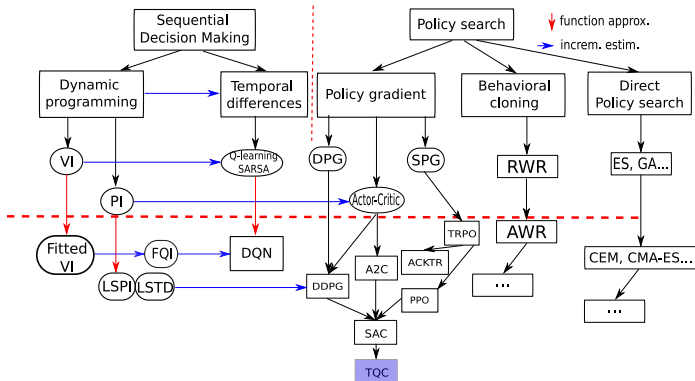 Sequential
Decision Making
Policy search
function approx.
increm. estim.
Dynamic
programming
Temporal
differences
Policy gradient
Behavioral
cloning
Direct
Policy search
VI
Q-learning
SARSA
DPG
SPG
RWR
ES, GA...
PI
Actor-Critic
Fitted
VI
FQI
DQN
TRPO
AWR
A2C
ACKTR
CEM, CMA-ES...
LSPI
LSTD
DDPG
PPO
...
...
SAC
TQC